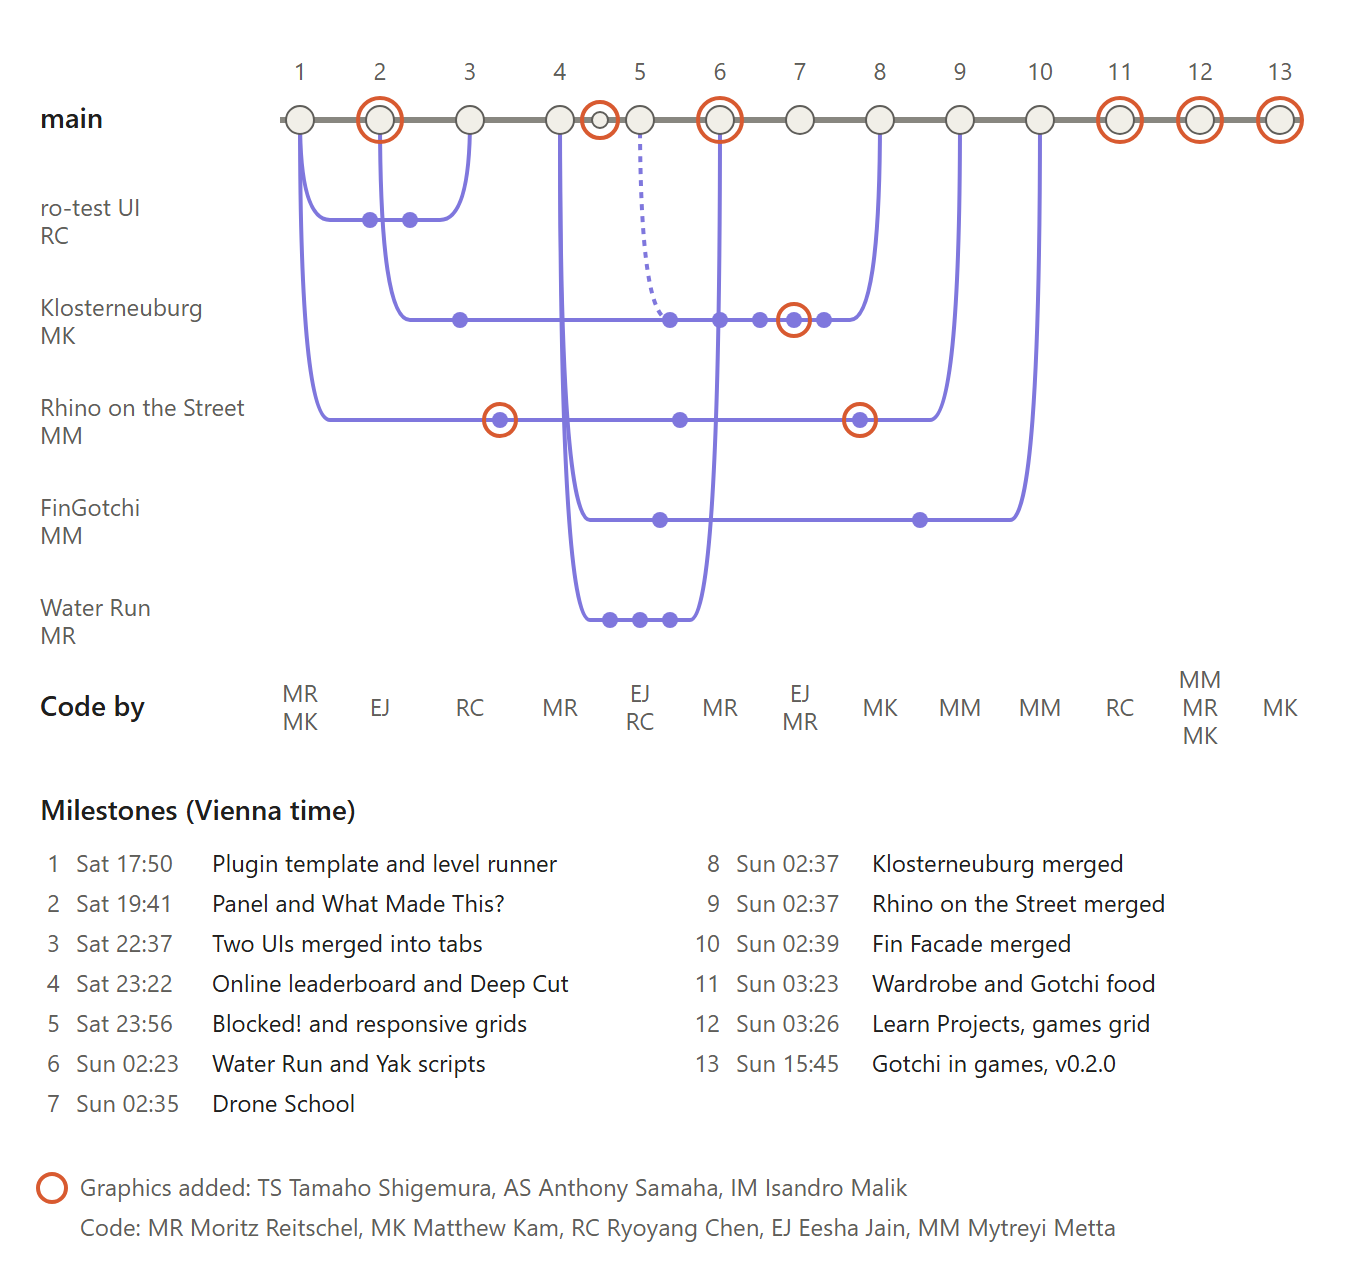 1 2 3 4 5 6 7 8 9 10 11 12 13
main
ro-test UI
RC
Klosterneuburg
MK
Rhino on the Street
MM
FinGotchi
MM
Water Run
MR
Code by
MR
MK
EJ
RC
MR
EJ
RC
MR
EJ
MR
MK
MM
MM
RC
MM
MR
MK
MK
Milestones (Vienna time)
1 Sat 17:50 Plugin template and level runner
2 Sat 19:41 Panel and What Made This?
3 Sat 22:37 Two UIs merged into tabs
4 Sat 23:22 Online leaderboard and Deep Cut
5 Sat 23:56 Blocked! and responsive grids
6 Sun 02:23 Water Run and Yak scripts
7 Sun 02:35 Drone School
8 Sun 02:37 Klosterneuburg merged
9 Sun 02:37 Rhino on the Street merged
10 Sun 02:39 Fin Facade merged
11 Sun 03:23 Wardrobe and Gotchi food
12 Sun 03:26 Learn Projects, games grid
13 Sun 15:45 Gotchi in games, v0.2.0
Graphics added: TS Tamaho Shigemura, AS Anthony Samaha, IM Isandro Malik
Code: MR Moritz Reitschel, MK Matthew Kam, RC Ryoyang Chen, EJ Eesha Jain, MM Mytreyi Metta